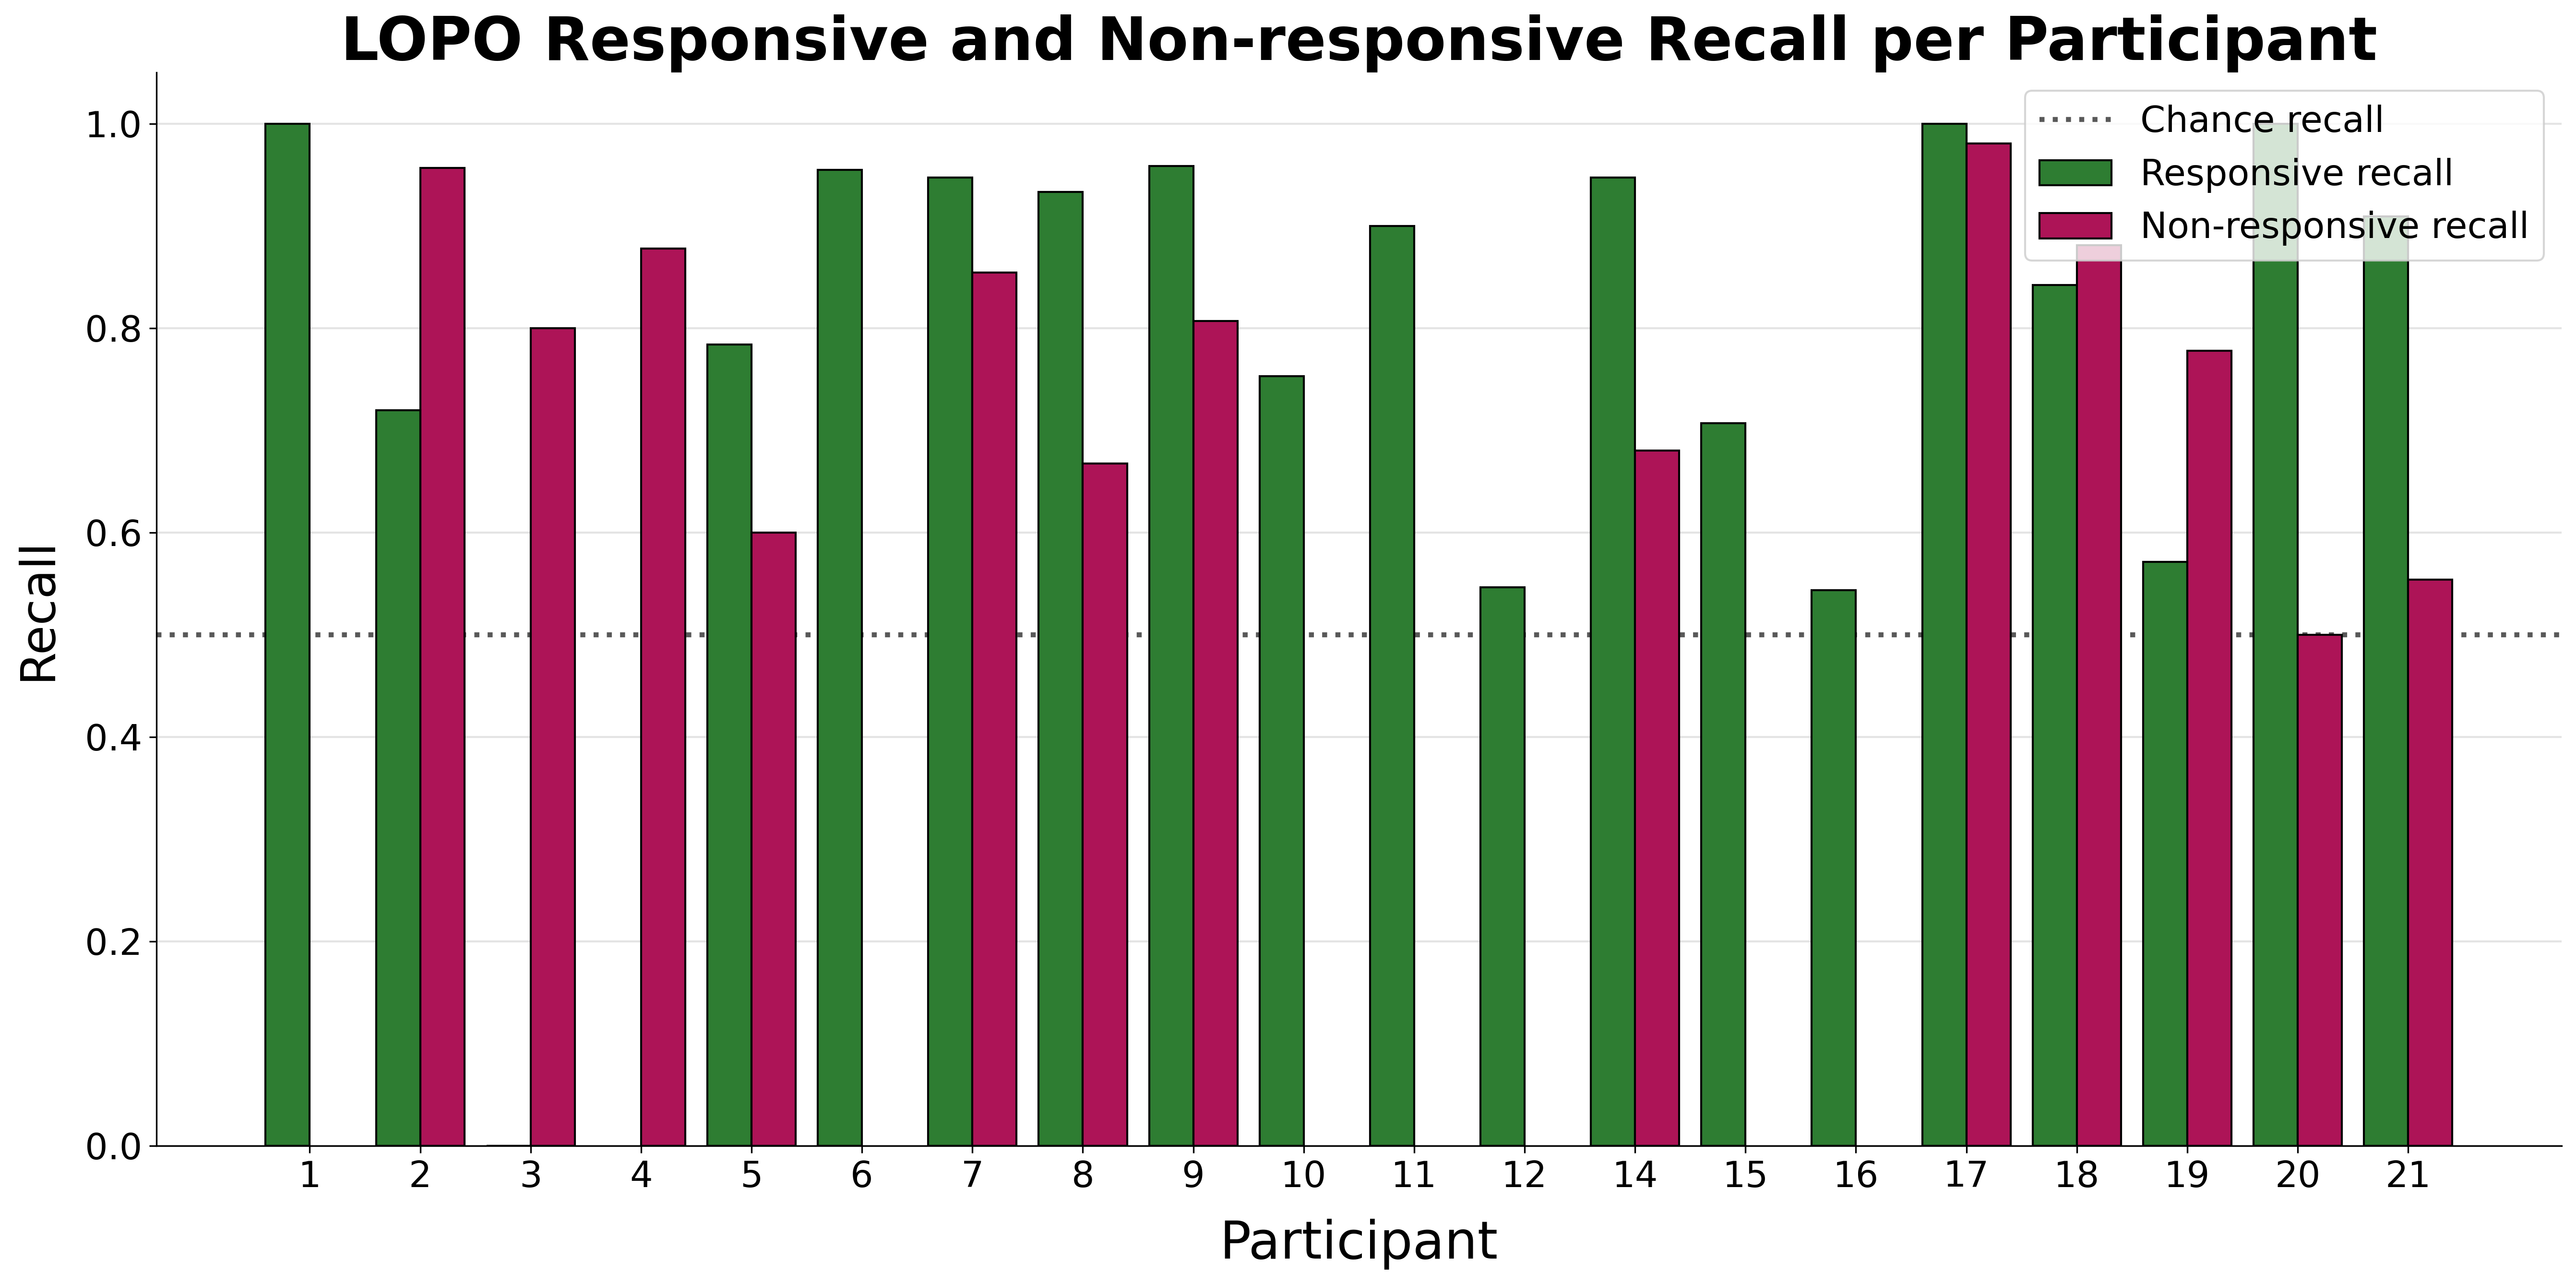 LOPO Responsive and Non-responsive Recall per Participant
Chance recall
Responsive recall
Non-responsive recall
Recall
1.0
0.8
0.6
0.4
0.2
0.0
1 2 3 4 5 6 7 8 9 10 11 12 14 15 16 17 18 19 20 21
Participant